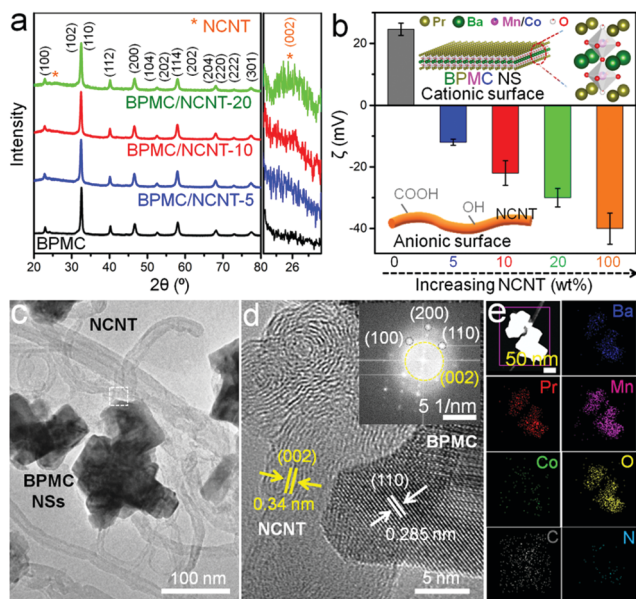 a
* NCNT
* (002)
(100)
*
(102)
(110)
(112)
(200)
(104)
(202)
(114)
(202)
(204)
(220)
(222)
(301)
BPMC/NCNT-20
BPMC/NCNT-10
BPMC/NCNT-5
BPMC
Intensity
20 30 40 50 60 70 80 26
2θ (º)
b
Pr Ba Mn/Co O
BPMC NS
Cationic surface
COOH
OH
NCNT
Anionic surface
ζ (mV)
20
0
-20
-40
0 5 10 20 100
Increasing NCNT (wt%)
c
NCNT
BPMC
NSs
100 nm
d
(200)
(100) (110)
(002)
5 1/nm
BPMC
(002)
0.34 nm
NCNT
(110)
0.285 nm
5 nm
e
50 nm
Ba
Pr
Mn
Co
O
C
N